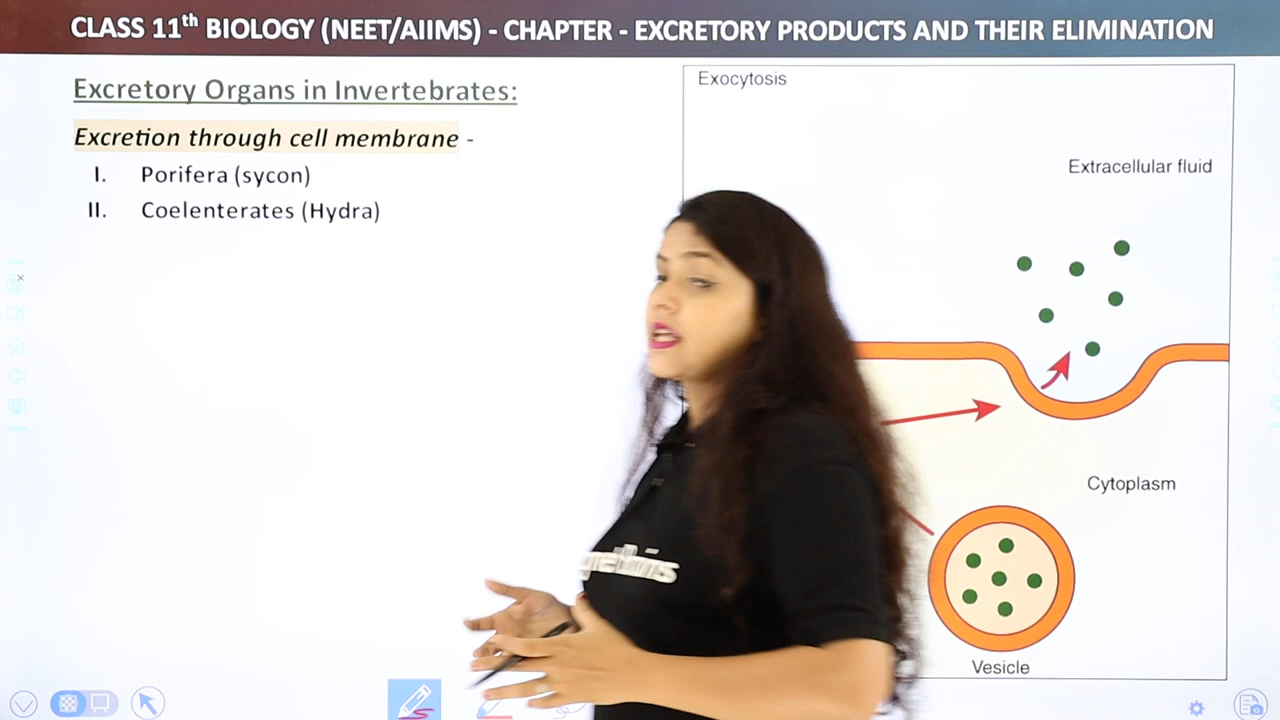 CLASS 11th BIOLOGY (NEET/AIIMS) - CHAPTER - EXCRETORY PRODUCTS AND THEIR ELIMINATION
Excretory Organs in Invertebrates:
Excretion through cell membrane -
I. Porifera (sycon)
II. Coelenterates (Hydra)
Exocytosis
Extracellular fluid
Cytoplasm
Vesicle